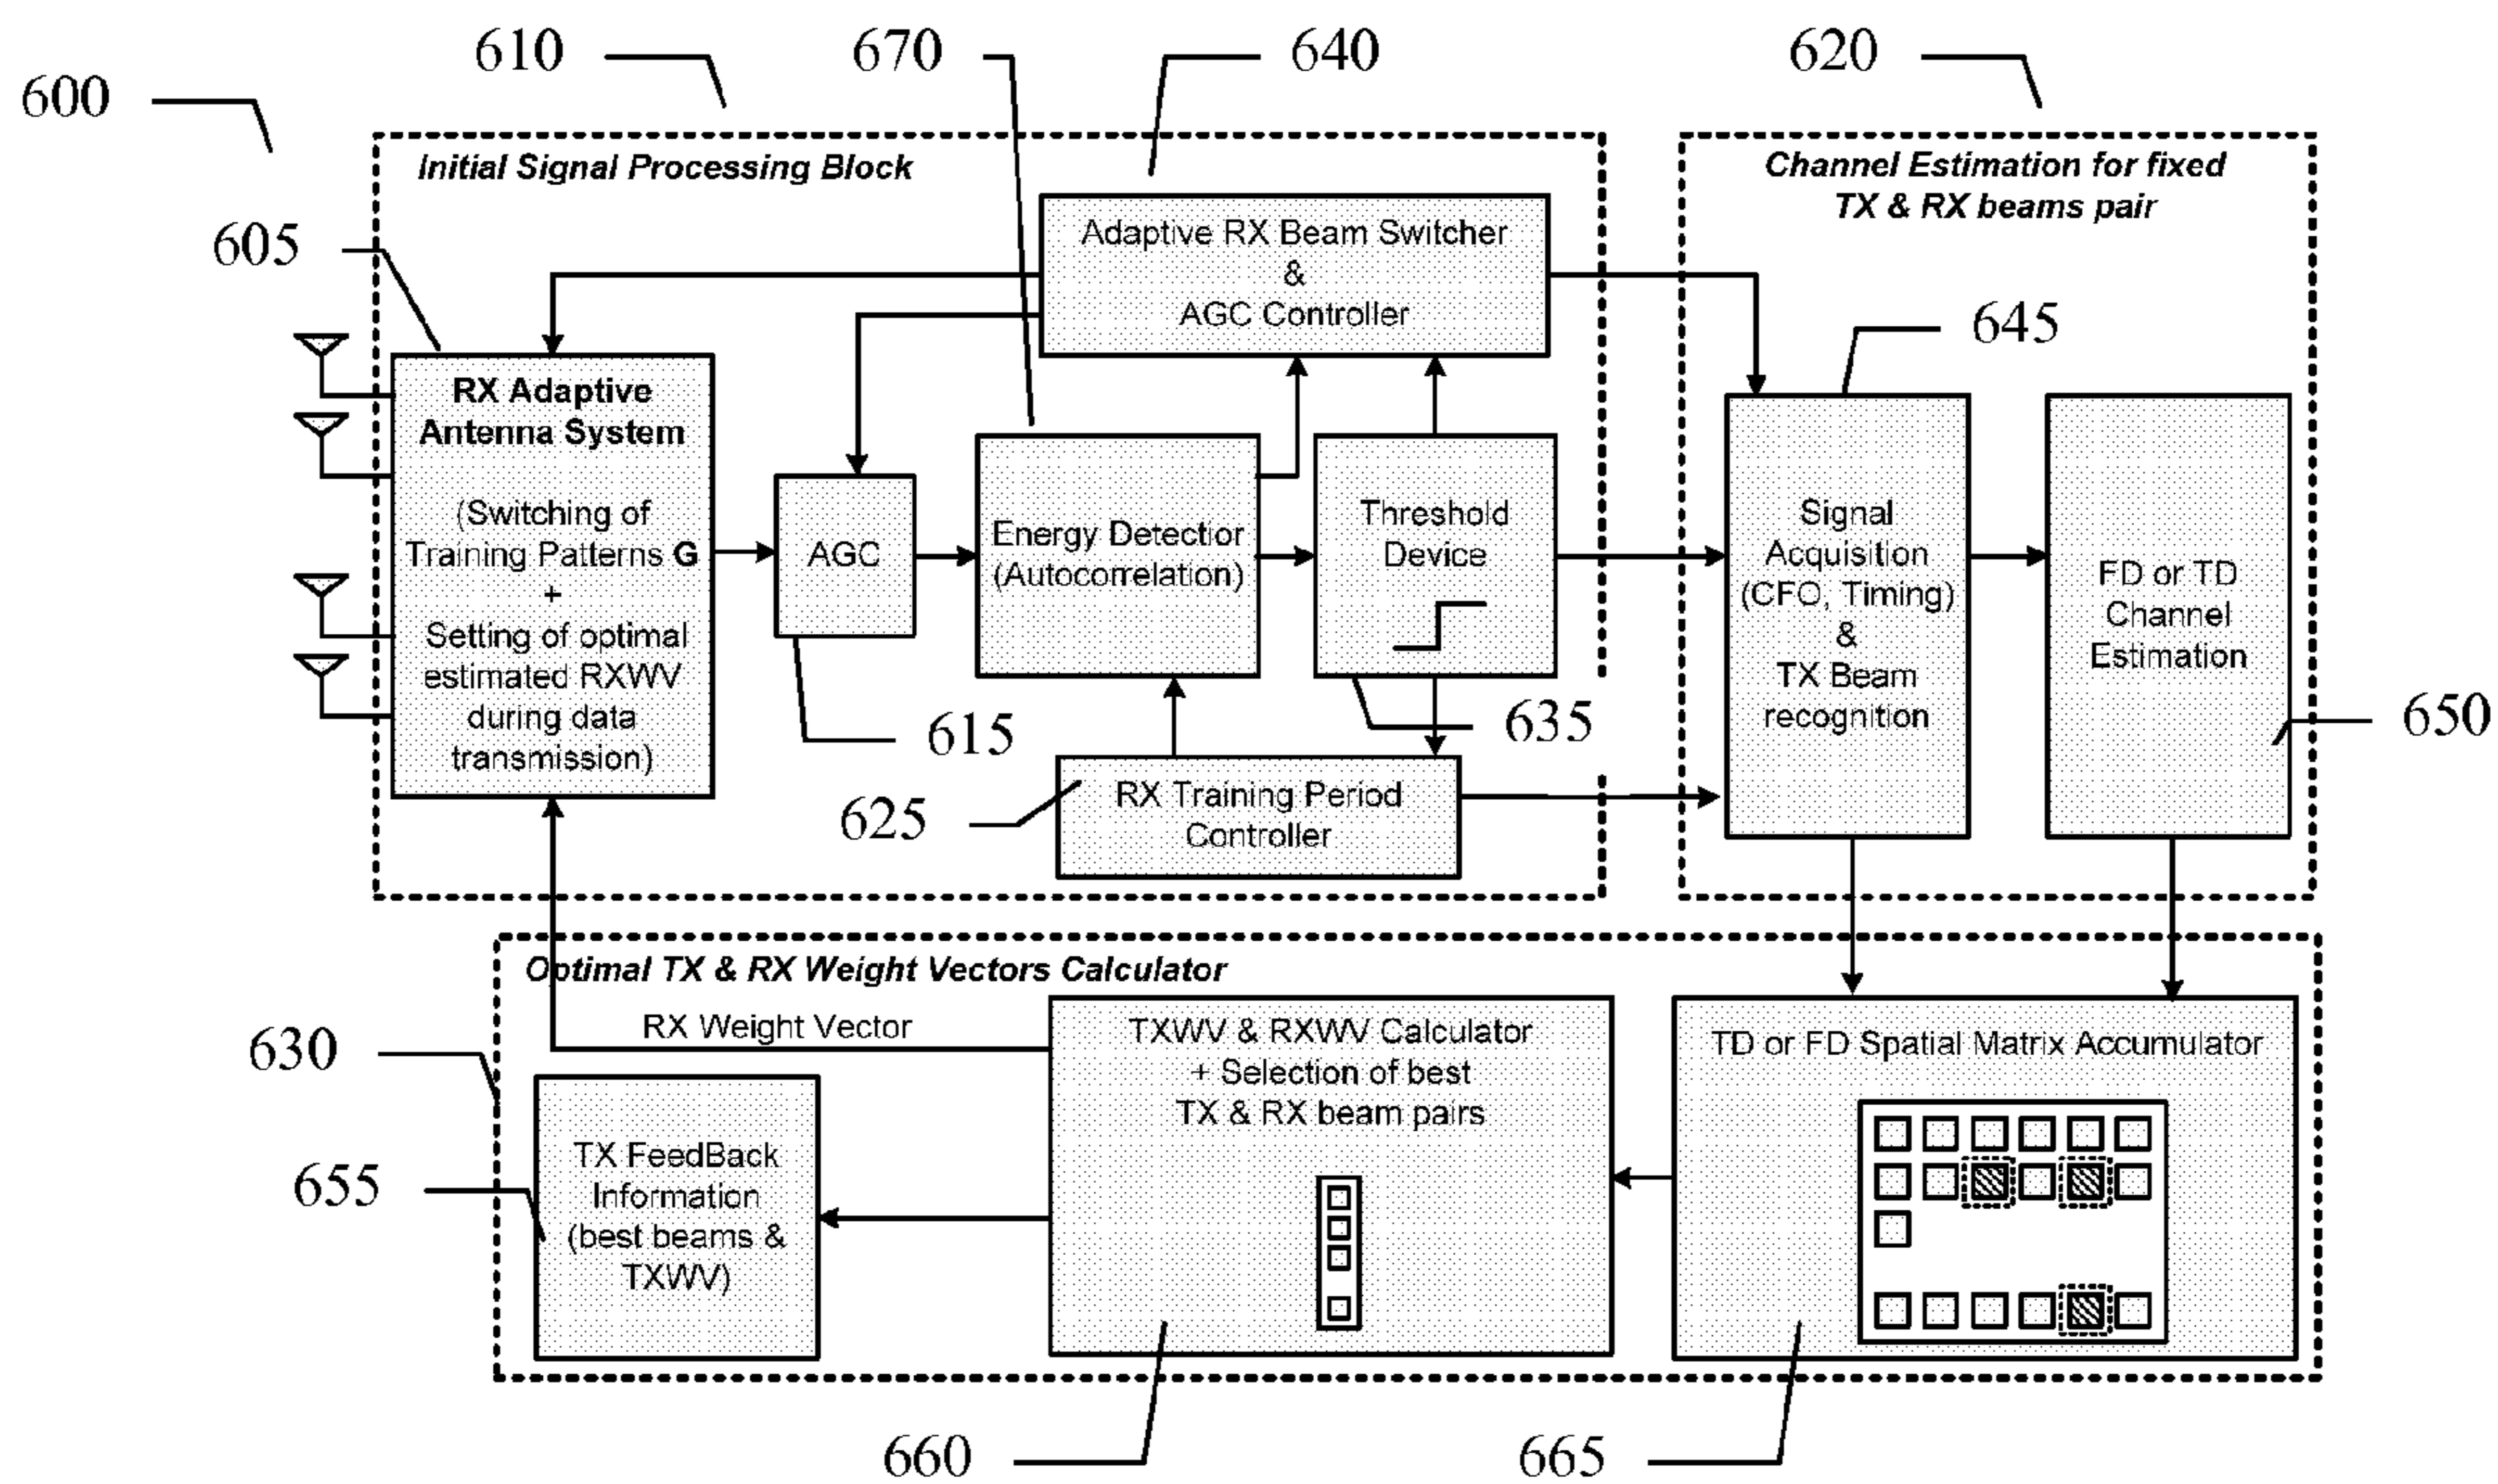 610
670
640
620
600
Initial Signal Processing Block
Channel Estimation for fixed
TX & RX beams pair
605
Adaptive RX Beam Switcher
&
AGC Controller
645
RX Adaptive
Antenna System
(Switching of
Training Patterns G
+
Setting of optimal
estimated RXWV
during data
transmission)
AGC
Energy Detectior
(Autocorrelation)
Threshold
Device
Signal
Acquisition
(CFO, Timing)
&
TX Beam
recognition
FD or TD
Channel
Estimation
615
635
650
625
RX Training Period
Controller
Optimal TX & RX Weight Vectors Calculator
630
RX Weight Vector
TXWV & RXWV Calculator
+ Selection of best
TX & RX beam pairs
TD or FD Spatial Matrix Accumulator
655
TX FeedBack
Information
(best beams &
TXWV)
660
665